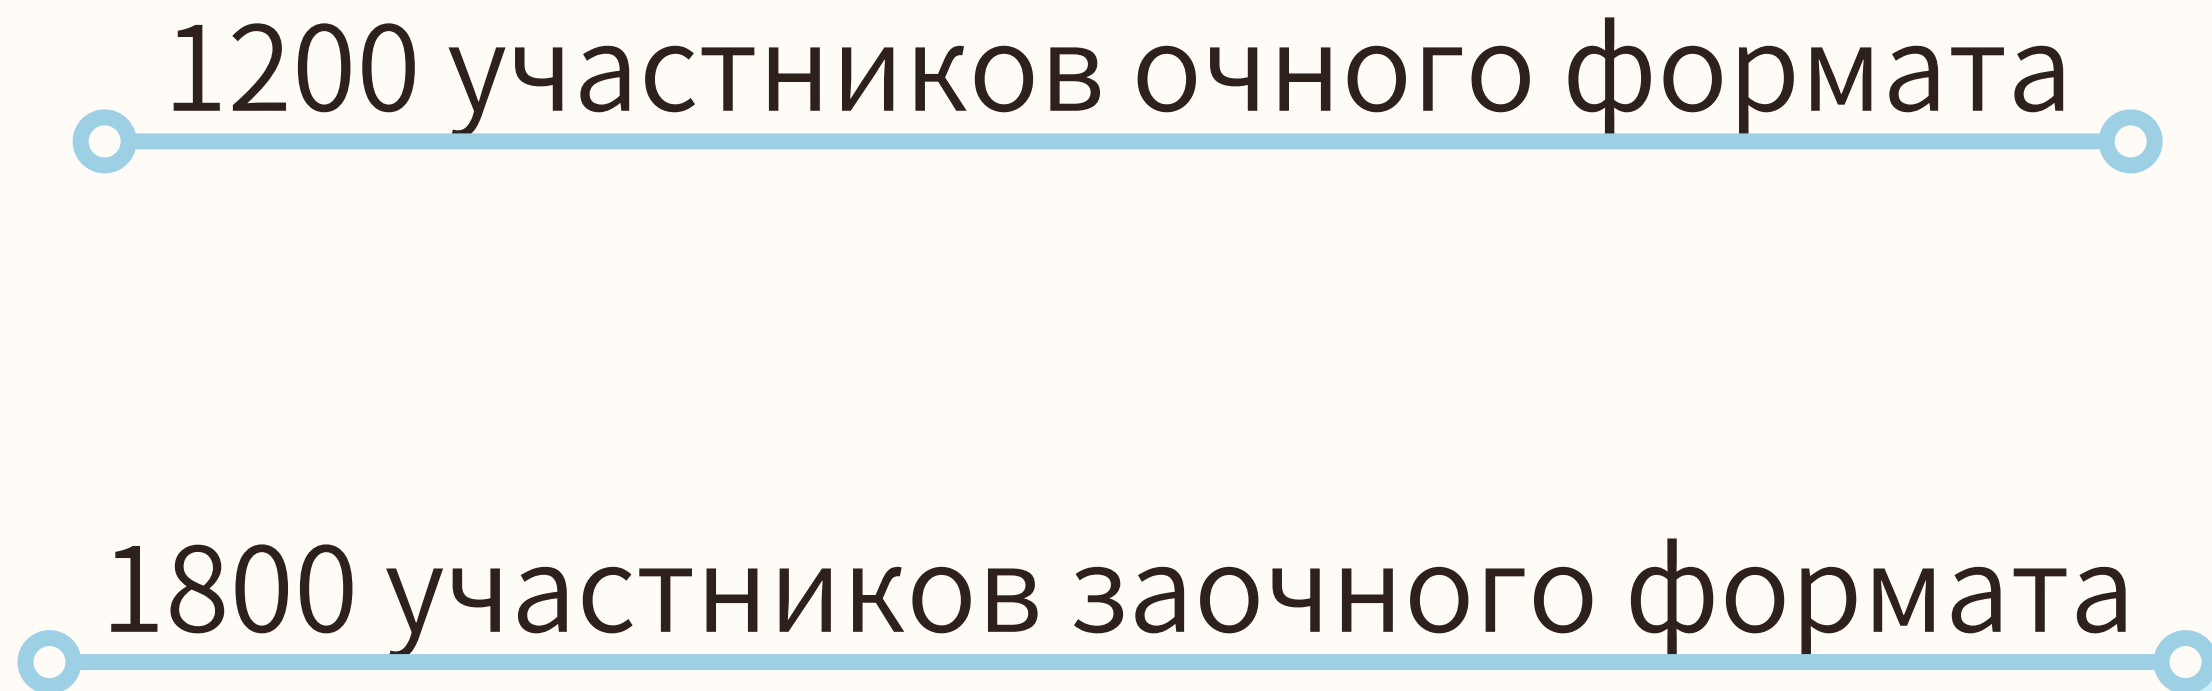 1200 участников очного формата
1800 участников заочного формата